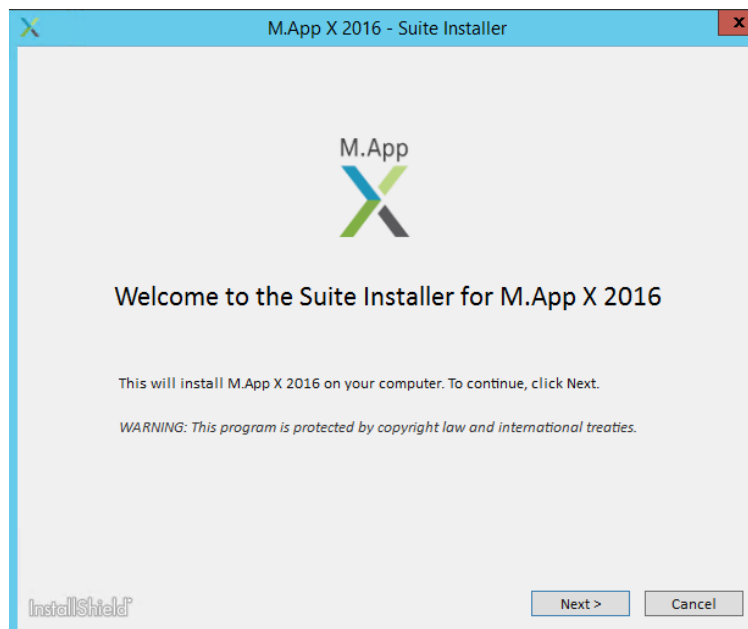 M.App X 2016 - Suite Installer
x
M.App
X
Welcome to the Suite Installer for M.App X 2016
This will install M.App X 2016 on your computer. To continue, click Next.
WARNING: This program is protected by copyright law and international treaties.
InstallShield
Next >
Cancel